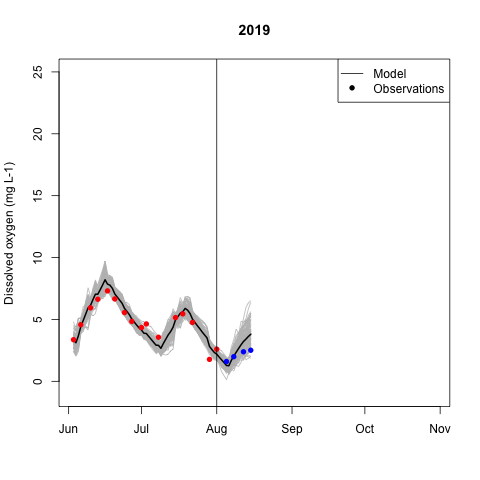 2019
Model
Observations
Dissolved oxygen (mg L-1)
25
20
15
10
5
0
Jun Jul Aug Sep Oct Nov